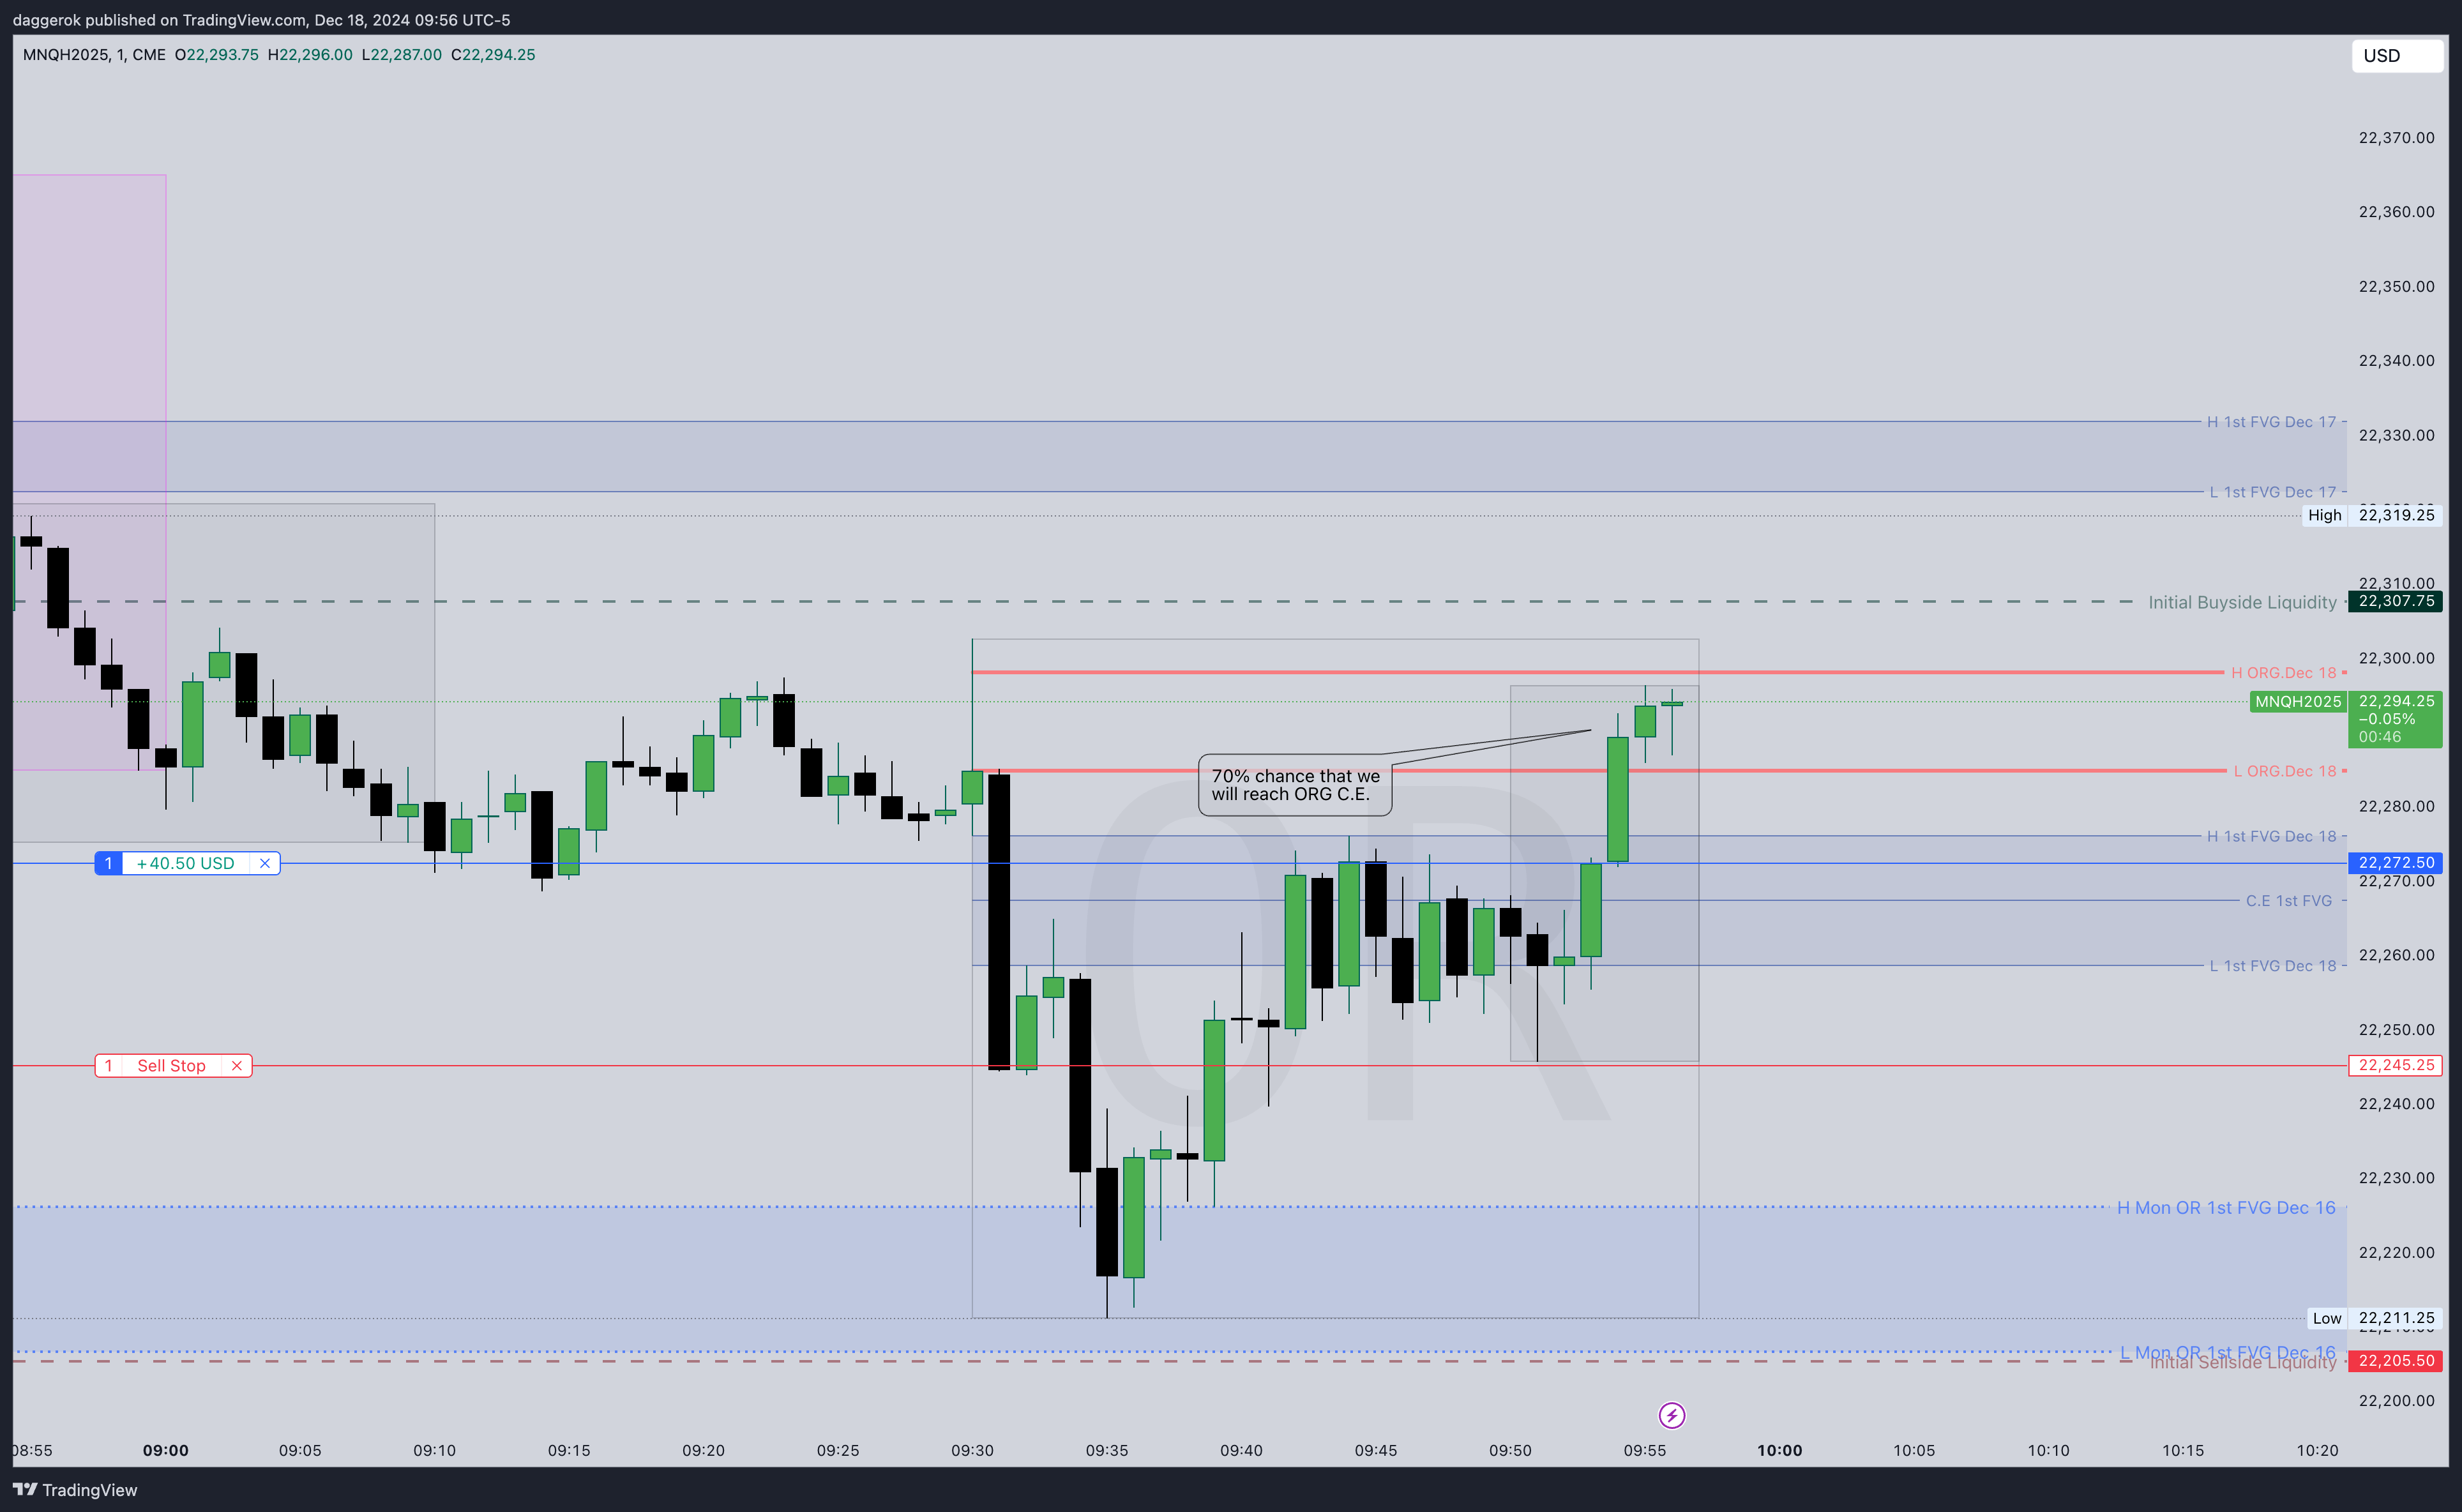 daggerok published on TradingView.com, Dec 18, 2024 09:56 UTC-5
MNQH2025, 1, CME O22,293.75 H22,296.00 L22,287.00 C22,294.25
USD
22,370.00
22,360.00
22,350.00
22,340.00
H 1st FVG Dec 17
22,330.00
L 1st FVG Dec 17
High 22,319.25
22,310.00
Initial Buyside Liquidity 22,307.75
22,300.00
H ORG.Dec 18
MNQH2025 22,294.25
−0.05%
00:46
L ORG.Dec 18
70% chance that we
will reach ORG C.E.
22,280.00
H 1st FVG Dec 18
1 +40.50 USD 22,272.50
22,270.00
C.E 1st FVG
22,260.00
L 1st FVG Dec 18
OR
22,250.00
1 Sell Stop 22,245.25
22,240.00
22,230.00
H Mon OR 1st FVG Dec 16
22,220.00
Low 22,211.25
L Mon OR 1st FVG Dec 16
Initial Sellside Liquidity 22,205.50
22,200.00
08:55 09:00 09:05 09:10 09:15 09:20 09:25 09:30 09:35 09:40 09:45 09:50 09:55 10:00 10:05 10:10 10:15 10:20
TradingView